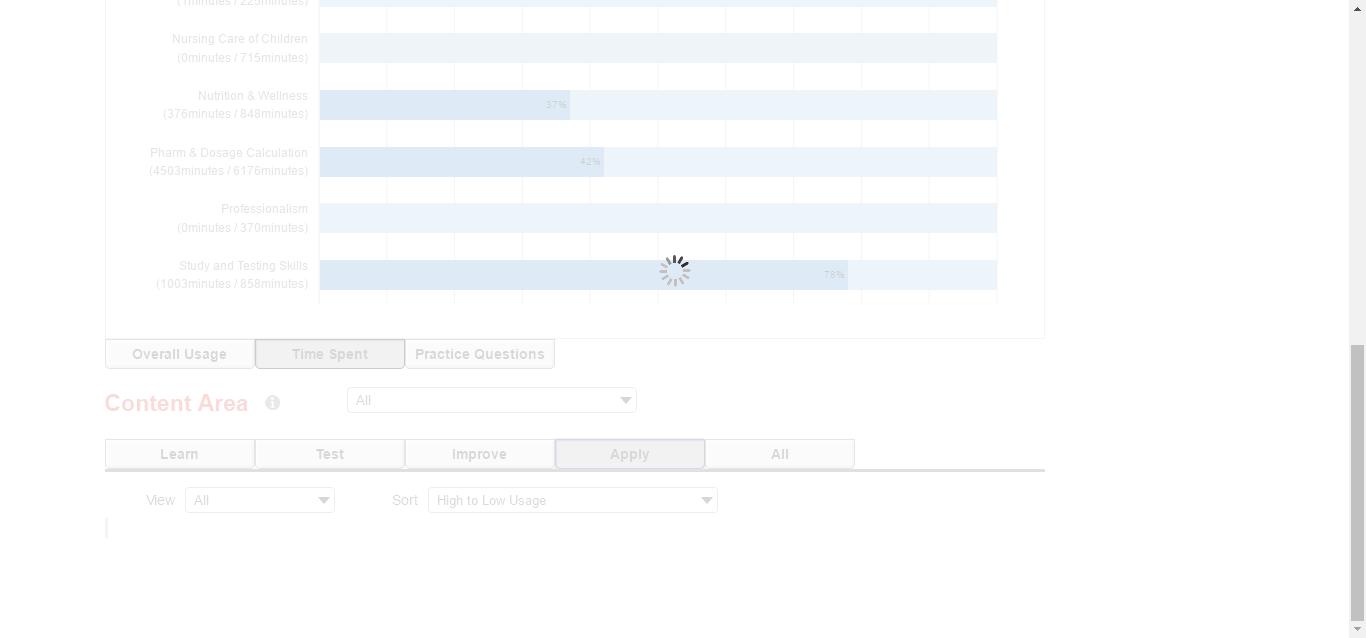 (1minutes / 225minutes)
Nursing Care of Children
(0minutes / 715minutes)
Nutrition & Wellness
(376minutes / 848minutes)
37%
Pharm & Dosage Calculation
(4503minutes / 6176minutes)
42%
Professionalism
(0minutes / 370minutes)
Study and Testing Skills
(1003minutes / 858minutes)
78%
Overall Usage Time Spent Practice Questions
Content Area All
Learn Test Improve Apply All
View All Sort High to Low Usage